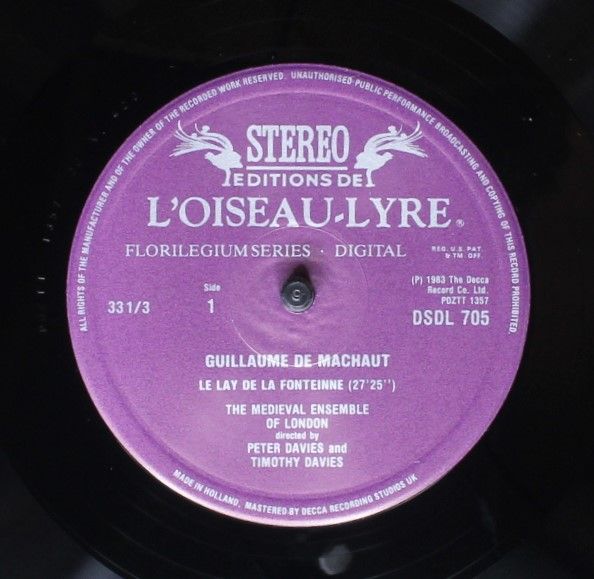 ALL RIGHTS OF THE MANUFACTURER AND OF THE OWNER OF THE RECORDED WORK RESERVED. UNAUTHORISED PUBLIC PERFORMANCE BROADCASTING AND COPYING OF THIS RECORD PROHIBITED.
STEREO
EDITIONS DE
L'OISEAU-LYRE ®
FLORILEGIUM SERIES · DIGITAL
REG. U.S. PAT.
& TM. OFF.
33 1/3
Side
1
(P) 1983 The Decca
Record Co. Ltd.
PDZTT 1357
DSDL 705
GUILLAUME DE MACHAUT
LE LAY DE LA FONTEINNE (27'25'')
THE MEDIEVAL ENSEMBLE
OF LONDON
directed by
PETER DAVIES and
TIMOTHY DAVIES
MADE IN HOLLAND. MASTERED BY DECCA RECORDING STUDIOS UK